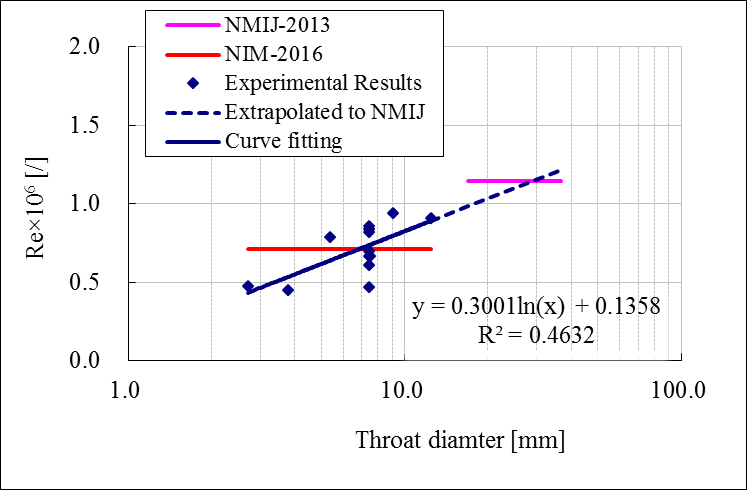 NMIJ-2013
NIM-2016
Experimental Results
Extrapolated to NMIJ
Curve fitting
2.0
1.5
1.0
0.5
0.0
Re×10⁶ [/]
y = 0.3001ln(x) + 0.1358
R² = 0.4632
1.0 10.0 100.0
Throat diamter [mm]